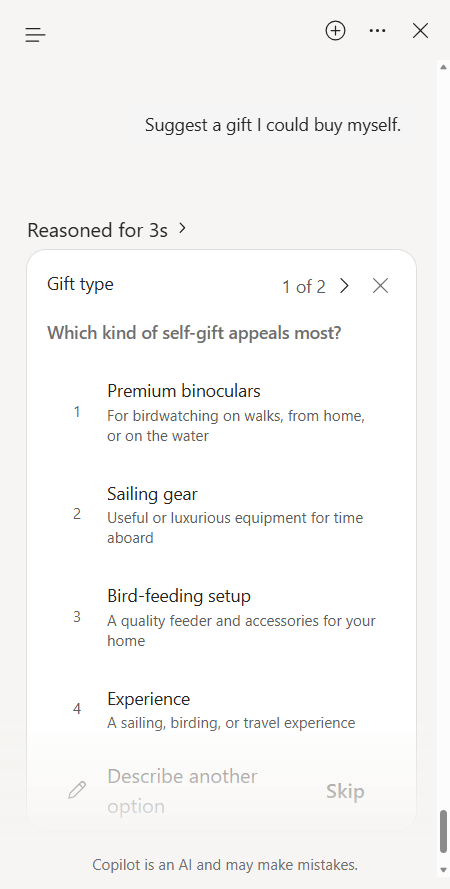 Suggest a gift I could buy myself.
Reasoned for 3s
Gift type
1 of 2
Which kind of self-gift appeals most?
1
Premium binoculars
For birdwatching on walks, from home,
or on the water
2
Sailing gear
Useful or luxurious equipment for time
aboard
3
Bird-feeding setup
A quality feeder and accessories for your
home
4
Experience
A sailing, birding, or travel experience
Describe another
option
Skip
Copilot is an AI and may make mistakes.